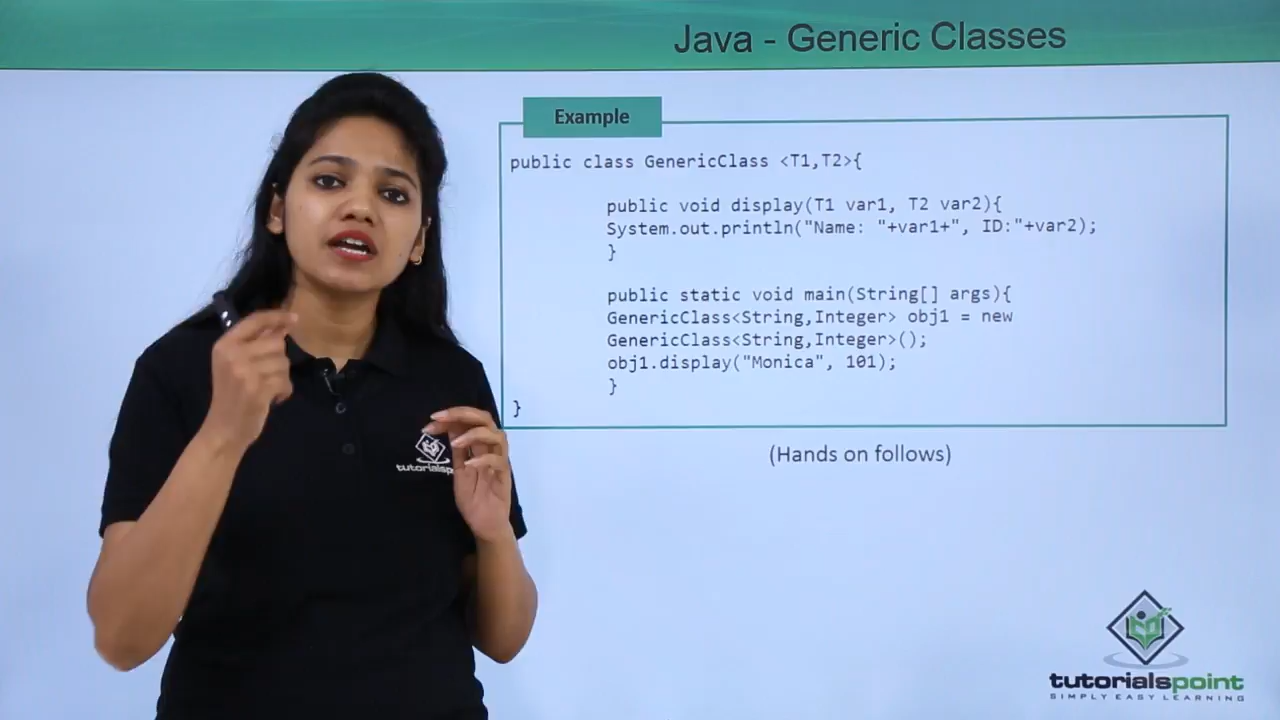 Java - Generic Classes
Example
public class GenericClass <T1,T2>{
public void display(T1 var1, T2 var2){
System.out.println("Name: "+var1+", ID:"+var2);
}
public static void main(String[] args){
GenericClass<String,Integer> obj1 = new
GenericClass<String,Integer>();
obj1.display("Monica", 101);
}
}
(Hands on follows)
tutorialsp
tutorialspoint
SIMPLY EASY LEARNING